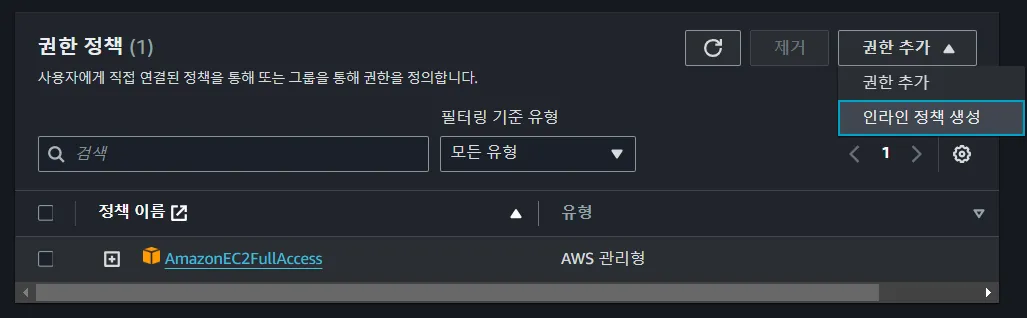 권한 정책 (1)
제거
권한 추가
사용자에게 직접 연결된 정책을 통해 또는 그룹을 통해 권한을 정의합니다.
권한 추가
인라인 정책 생성
필터링 기준 유형
검색
모든 유형
1
정책 이름
유형
AmazonEC2FullAccess
AWS 관리형